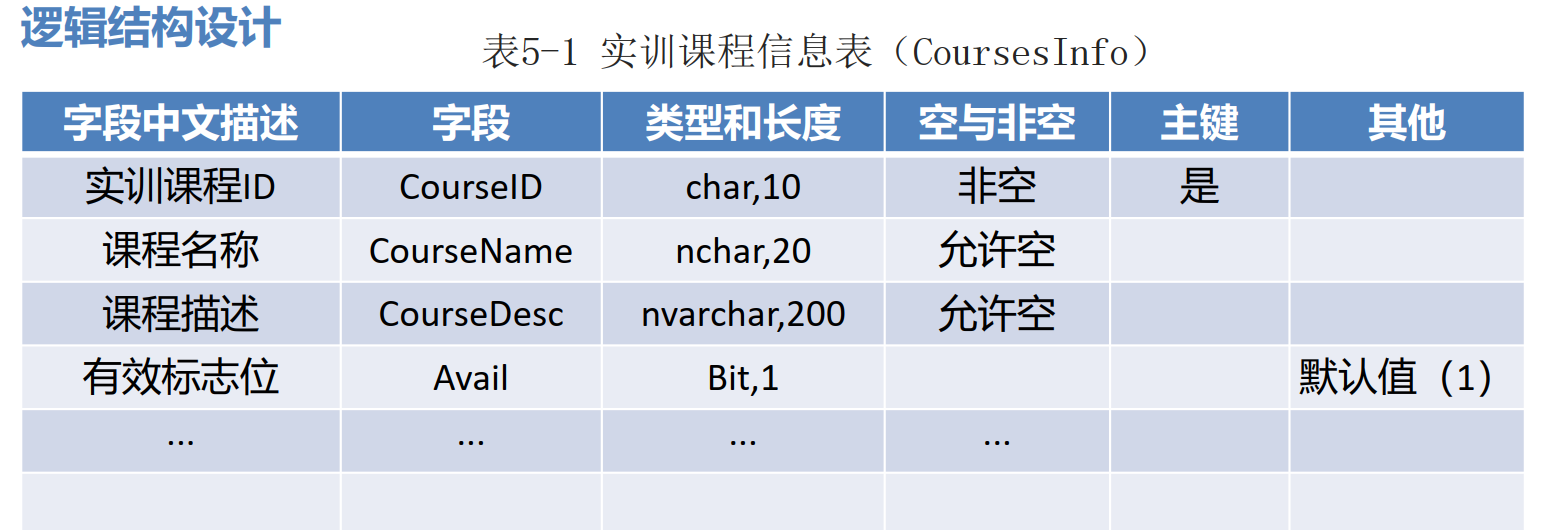 逻辑结构设计
表5-1 实训课程信息表（CoursesInfo）
字段中文描述 字段 类型和长度 空与非空 主键 其他
实训课程ID CourseID char,10 非空 是
课程名称 CourseName nchar,20 允许空
课程描述 CourseDesc nvarchar,200 允许空
有效标志位 Avail Bit,1 默认值（1）
... ... ... ...